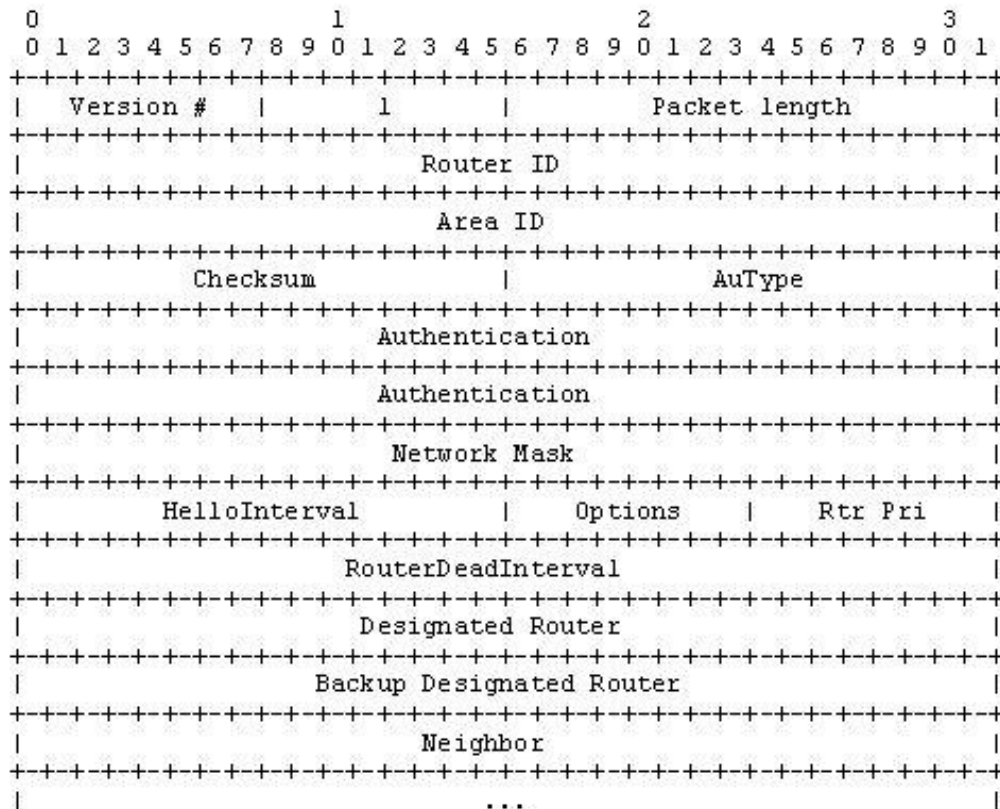 0                   1                   2                   3
0 1 2 3 4 5 6 7 8 9 0 1 2 3 4 5 6 7 8 9 0 1 2 3 4 5 6 7 8 9 0 1
+-+-+-+-+-+-+-+-+-+-+-+-+-+-+-+-+-+-+-+-+-+-+-+-+-+-+-+-+-+-+-+-+
| Version # | 1 | Packet length |
+-+-+-+-+-+-+-+-+-+-+-+-+-+-+-+-+-+-+-+-+-+-+-+-+-+-+-+-+-+-+-+-+
| Router ID |
+-+-+-+-+-+-+-+-+-+-+-+-+-+-+-+-+-+-+-+-+-+-+-+-+-+-+-+-+-+-+-+-+
| Area ID |
+-+-+-+-+-+-+-+-+-+-+-+-+-+-+-+-+-+-+-+-+-+-+-+-+-+-+-+-+-+-+-+-+
| Checksum | AuType |
+-+-+-+-+-+-+-+-+-+-+-+-+-+-+-+-+-+-+-+-+-+-+-+-+-+-+-+-+-+-+-+-+
| Authentication |
+-+-+-+-+-+-+-+-+-+-+-+-+-+-+-+-+-+-+-+-+-+-+-+-+-+-+-+-+-+-+-+-+
| Authentication |
+-+-+-+-+-+-+-+-+-+-+-+-+-+-+-+-+-+-+-+-+-+-+-+-+-+-+-+-+-+-+-+-+
| Network Mask |
+-+-+-+-+-+-+-+-+-+-+-+-+-+-+-+-+-+-+-+-+-+-+-+-+-+-+-+-+-+-+-+-+
| HelloInterval | Options | Rtr Pri |
+-+-+-+-+-+-+-+-+-+-+-+-+-+-+-+-+-+-+-+-+-+-+-+-+-+-+-+-+-+-+-+-+
| RouterDeadInterval |
+-+-+-+-+-+-+-+-+-+-+-+-+-+-+-+-+-+-+-+-+-+-+-+-+-+-+-+-+-+-+-+-+
| Designated Router |
+-+-+-+-+-+-+-+-+-+-+-+-+-+-+-+-+-+-+-+-+-+-+-+-+-+-+-+-+-+-+-+-+
| Backup Designated Router |
+-+-+-+-+-+-+-+-+-+-+-+-+-+-+-+-+-+-+-+-+-+-+-+-+-+-+-+-+-+-+-+-+
| Neighbor |
+-+-+-+-+-+-+-+-+-+-+-+-+-+-+-+-+-+-+-+-+-+-+-+-+-+-+-+-+-+-+-+-+
| ... |